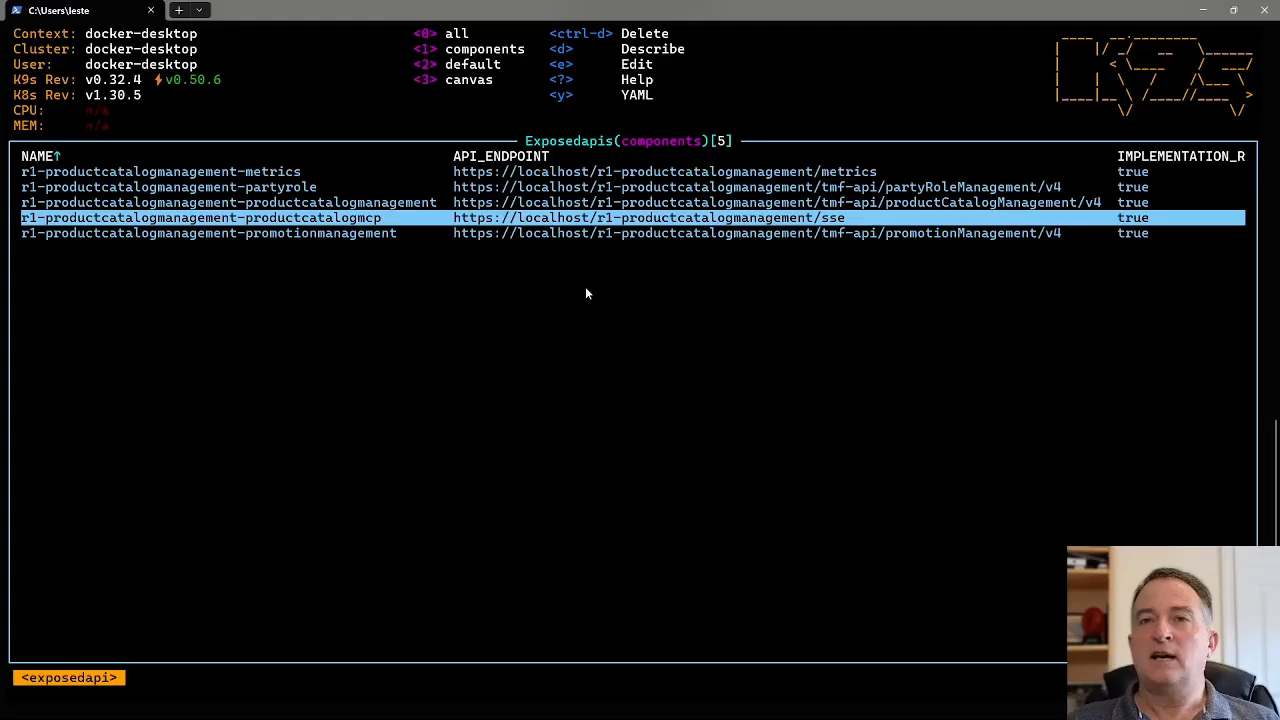 C:\Users\leste
Context: docker-desktop <0> all <ctrl-d> Delete
Cluster: docker-desktop <1> components <d> Describe
User: docker-desktop <2> default <e> Edit
K9s Rev: v0.32.4 ⚡v0.50.6 <3> canvas <?> Help
K8s Rev: v1.30.5 <y> YAML
CPU: n/a
MEM: n/a
Exposedapis(components)[5]
NAME↑ API_ENDPOINT IMPLEMENTATION_R
r1-productcatalogmanagement-metrics https://localhost/r1-productcatalogmanagement/metrics true
r1-productcatalogmanagement-partyrole https://localhost/r1-productcatalogmanagement/tmf-api/partyRoleManagement/v4 true
r1-productcatalogmanagement-productcatalogmanagement https://localhost/r1-productcatalogmanagement/tmf-api/productCatalogManagement/v4 true
r1-productcatalogmanagement-productcatalogmcp https://localhost/r1-productcatalogmanagement/sse true
r1-productcatalogmanagement-promotionmanagement https://localhost/r1-productcatalogmanagement/tmf-api/promotionManagement/v4 true
<exposedapi>